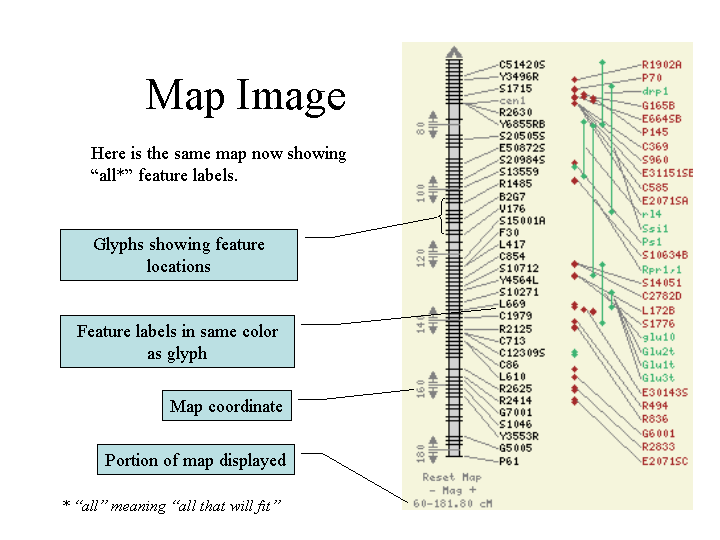 Map Image
Here is the same map now showing
“all*” feature labels.
Glyphs showing feature
locations
Feature labels in same color
as glyph
Map coordinate
Portion of map displayed
* “all” meaning “all that will fit”
80
100
120
140
160
180
C51420S
Y3496R
S1715
cen1
R2630
Y6855RB
S20505S
E50872S
S20984S
S13559
R1485
B2G7
V176
S15001A
F30
L417
C854
S10712
Y4564L
S10271
L669
C1979
R2125
C713
C12309S
C86
L610
R2625
R2414
G7001
S1046
Y3553R
G5005
P61
R1902A
P70
drp1
G165B
E664SB
P145
C369
S960
E31151SB
C585
E2071SA
rl4
Ssi1
Ps1
S10634B
Rpr1r1
S14051
C2782D
L172B
S1776
glu10
Glu2t
Glu1t
Glu3t
E30143S
R494
R836
G6001
R2833
E2071SC
Reset Map
- Mag +
60-181.80 cM